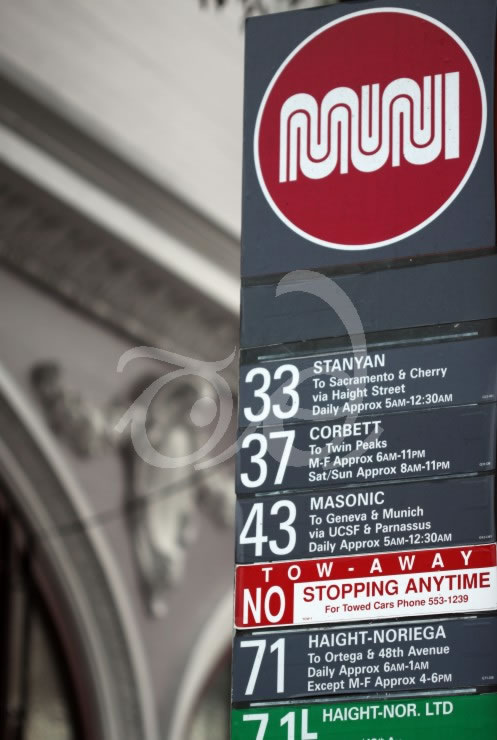 MUNI
33 STANYAN
To Sacramento & Cherry
via Haight Street
Daily Approx 5AM-12:30AM
37 CORBETT
To Twin Peaks
M-F Approx 6AM-11PM
Sat/Sun Approx 8AM-11PM
43 MASONIC
To Geneva & Munich
via UCSF & Parnassus
Daily Approx 5AM-12:30AM
TOW-AWAY
NO STOPPING ANYTIME
For Towed Cars Phone 553-1239
71 HAIGHT-NORIEGA
To Ortega & 48th Avenue
Daily Approx 6AM-1AM
Except M-F Approx 4-6PM
71L HAIGHT-NOR. LTD